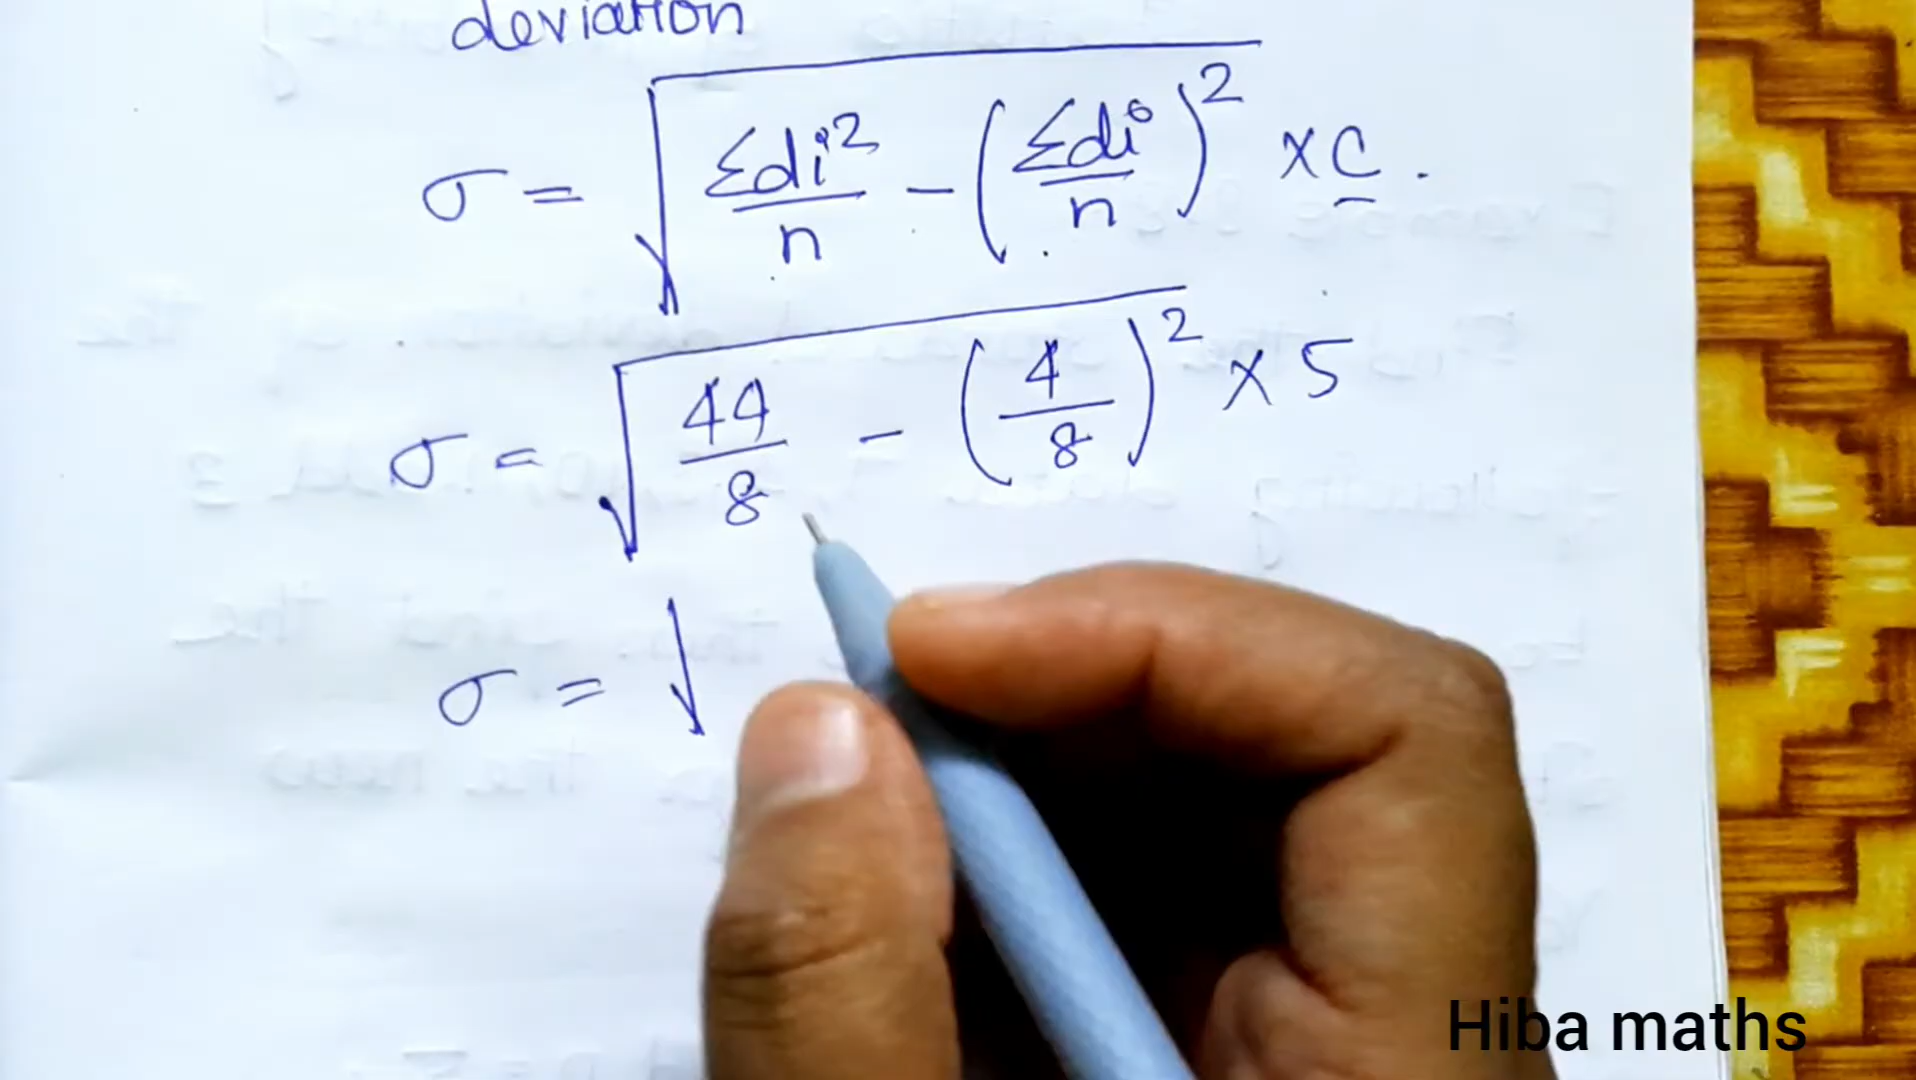 deviation
σ = √ Σdi²/n - (Σdi/n)² × C.
σ = √ 44/8 - (4/8)² × 5
σ = √
Hiba maths